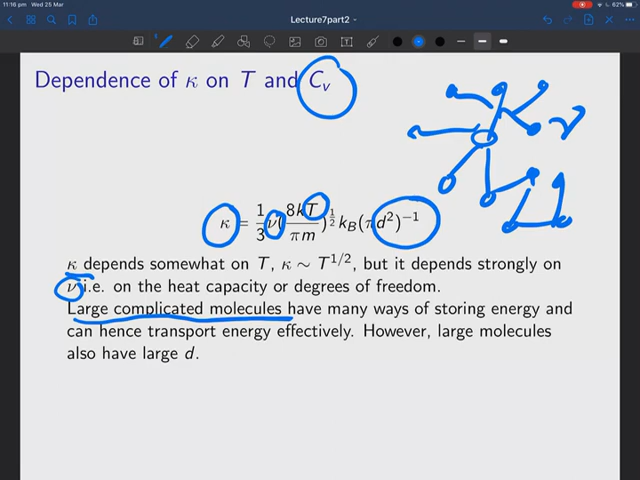 11:16 pm Wed 25 Mar
62%
Lecture7part2
Dependence of κ on T and Cᵥ
κ = 1/3 ν(8kT/πm)^1/2 k_B(πd²)⁻¹
κ depends somewhat on T, κ ∼ T^1/2, but it depends strongly on
ν i.e. on the heat capacity or degrees of freedom.
Large complicated molecules have many ways of storing energy and
can hence transport energy effectively. However, large molecules
also have large d.
ν